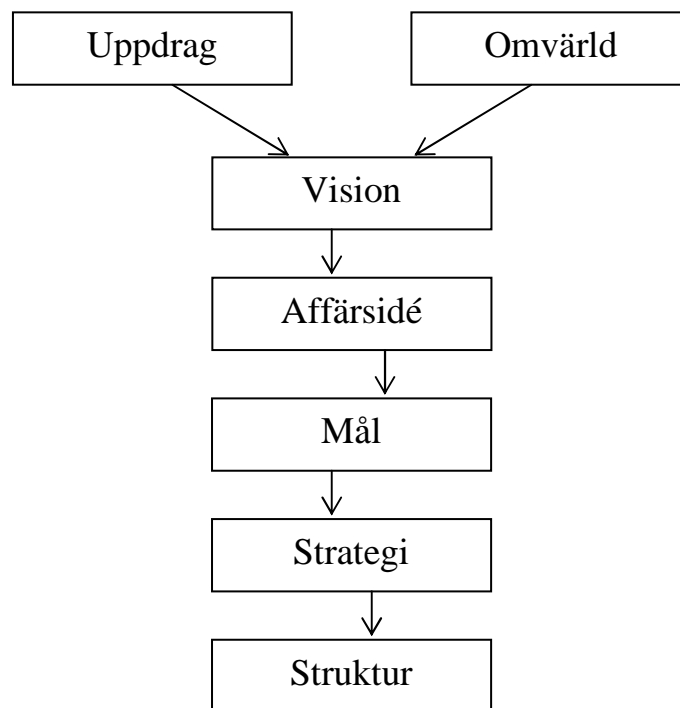 Uppdrag
Omvärld
Vision
Affärsidé
Mål
Strategi
Struktur